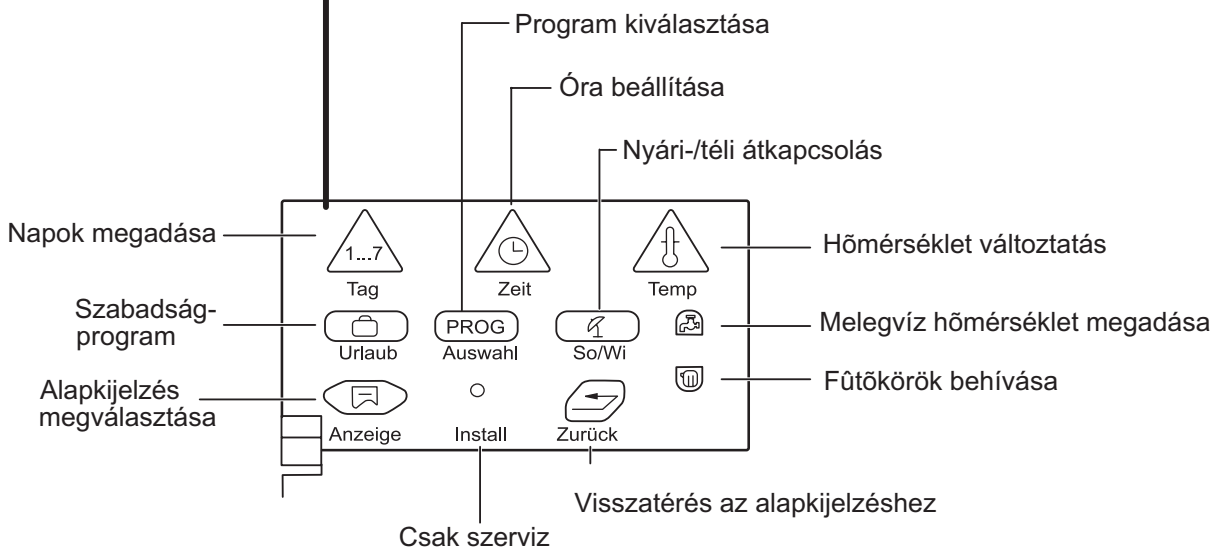 Program kiválasztása
Óra beállítása
Nyári-/téli átkapcsolás
Napok megadása
1...7
Hõmérséklet változtatás
Tag
Zeit
Temp
Szabadság-
program
PROG
Melegvíz hõmérséklet megadása
Urlaub
Auswahl
So/Wi
Alapkijelzés
megválasztása
Fûtõkörök behívása
Anzeige
Install
Zurück
Visszatérés az alapkijelzéshez
Csak szerviz